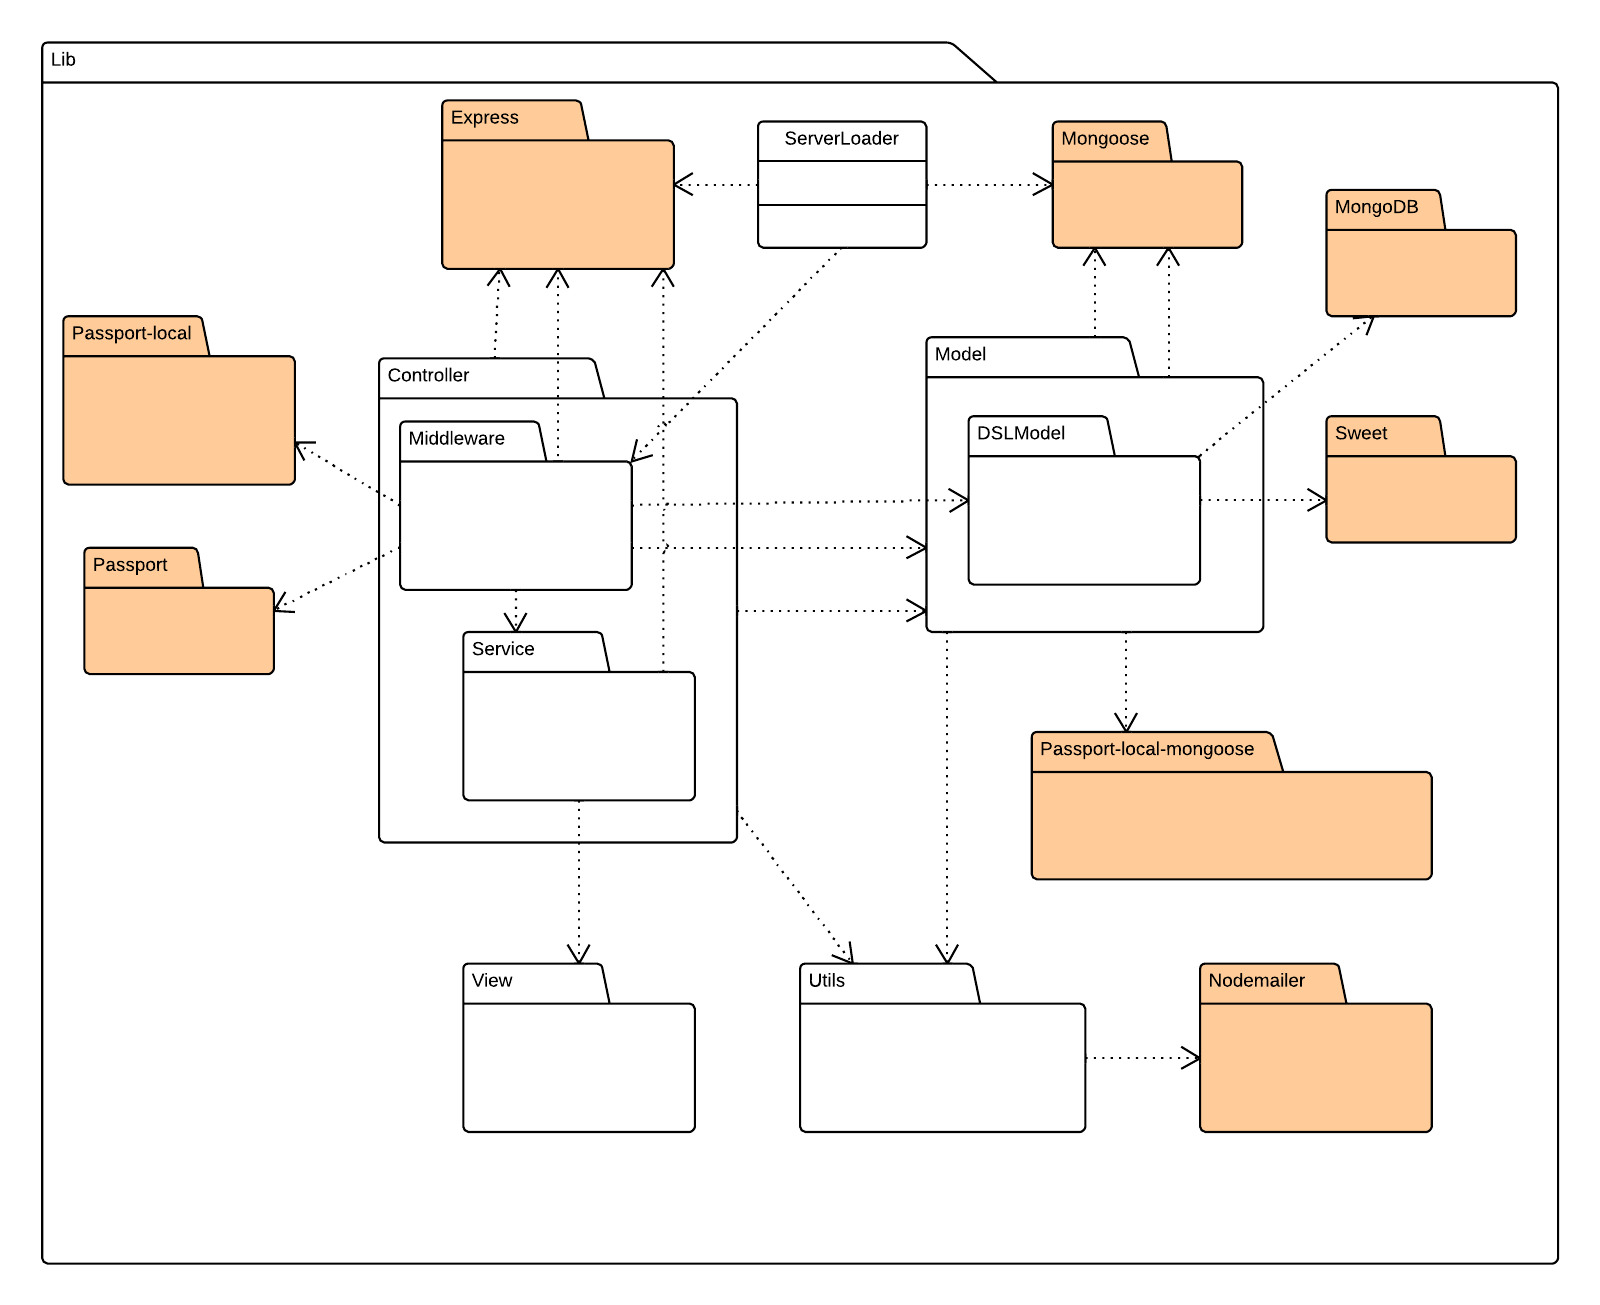 Lib
Express
ServerLoader
Mongoose
MongoDB
Passport-local
Controller
Model
Middleware
DSLModel
Sweet
Passport
Service
Passport-local-mongoose
View
Utils
Nodemailer